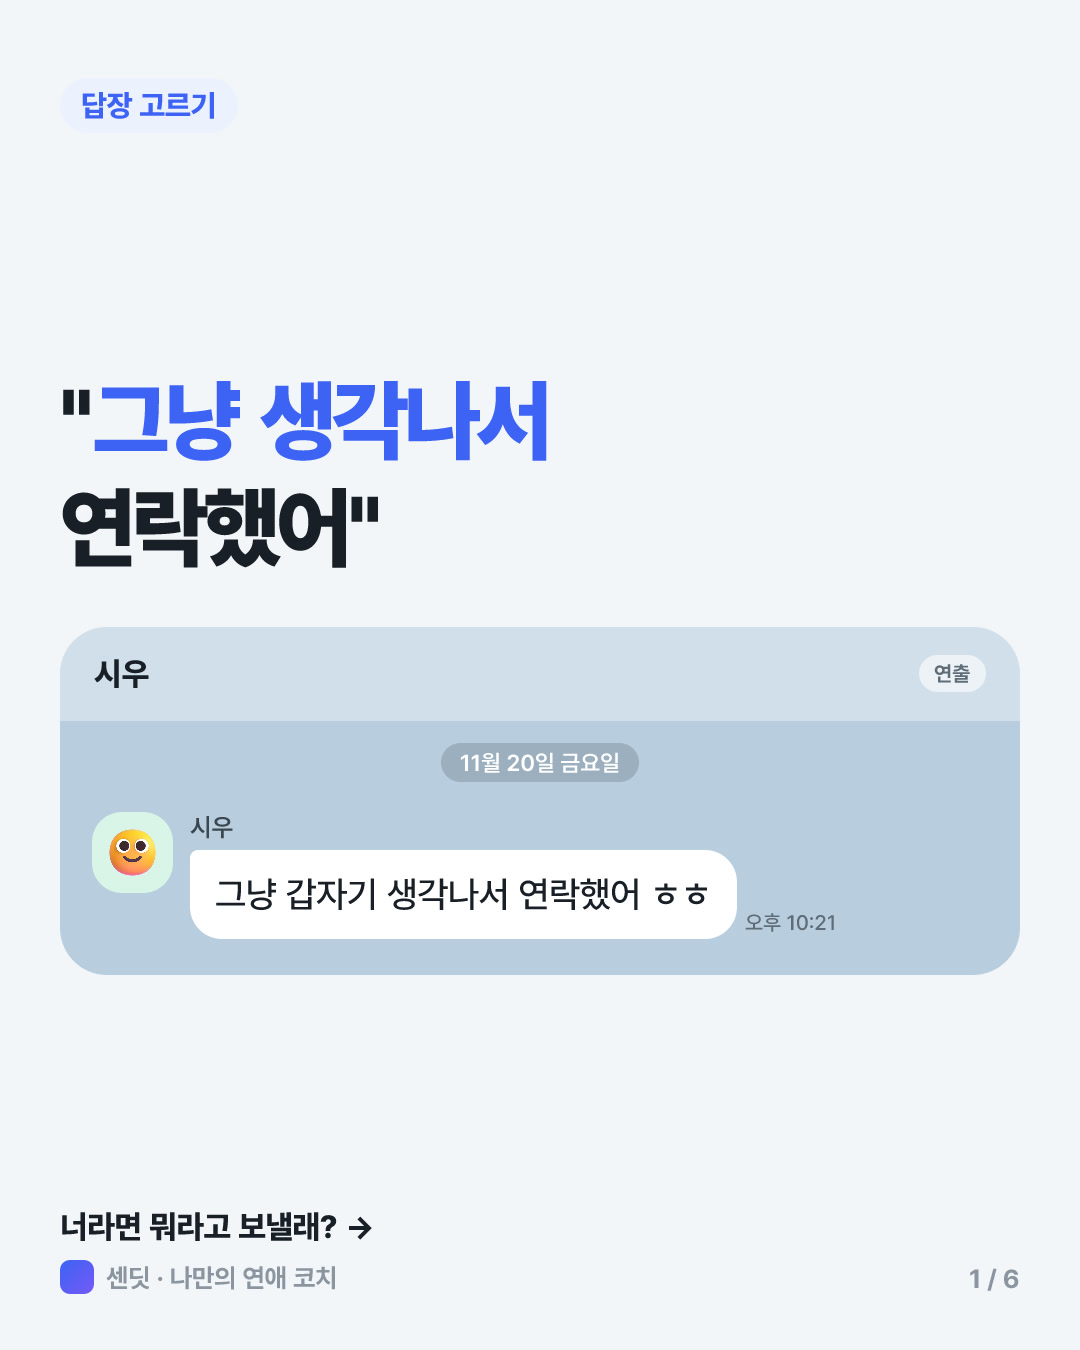 답장 고르기
"그냥 생각나서
연락했어"
시우
연출
11월 20일 금요일
시우
그냥 갑자기 생각나서 연락했어 ㅎㅎ
오후 10:21
너라면 뭐라고 보낼래? →
센딧 · 나만의 연애 코치
1 / 6